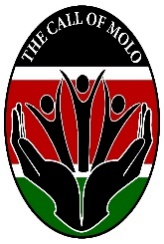 THE CALL OF MOLO